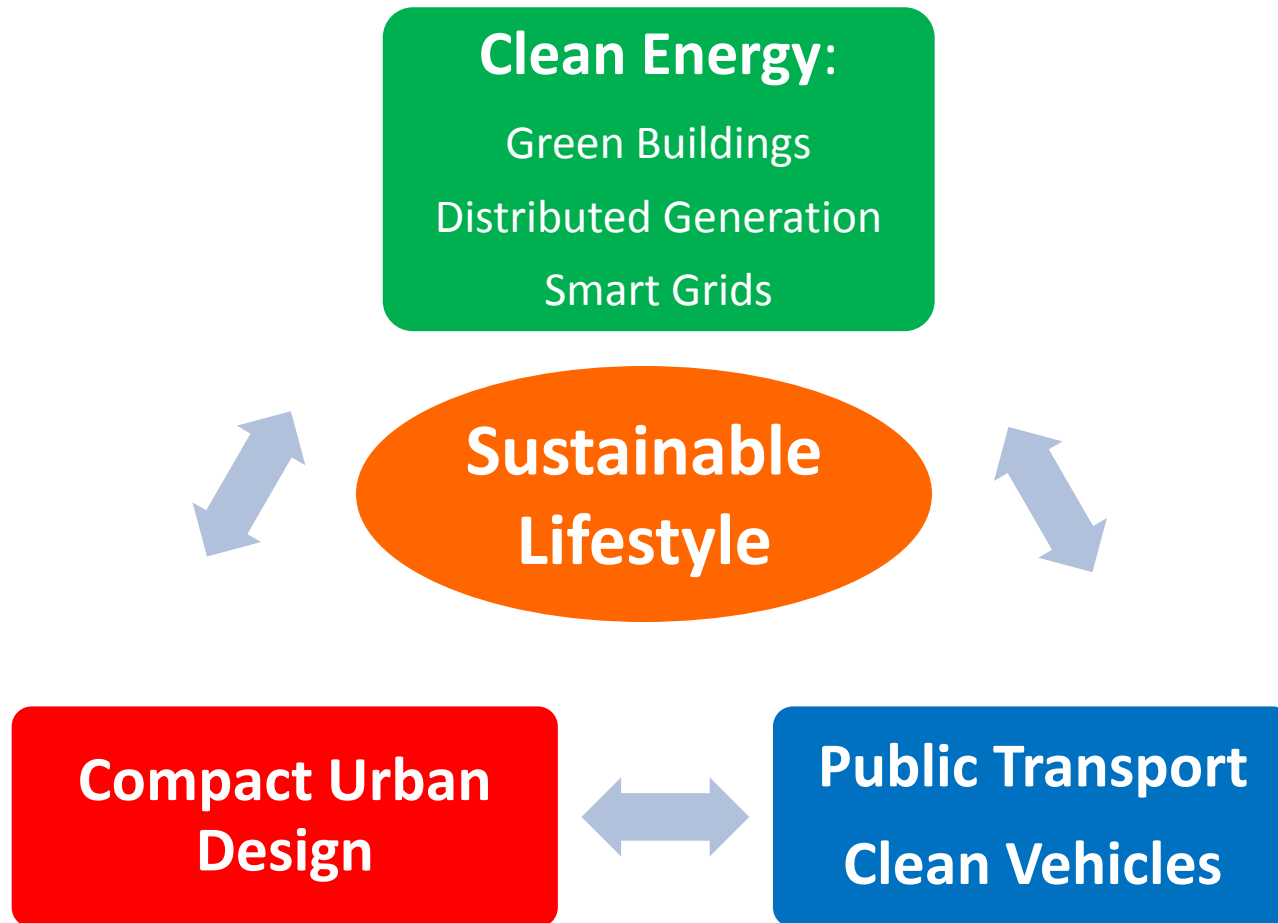 Clean Energy:
Green Buildings
Distributed Generation
Smart Grids
Sustainable
Lifestyle
Compact Urban
Design
Public Transport
Clean Vehicles